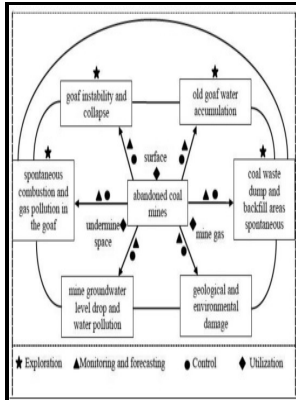 goaf instability and
collapse
old goaf water
accumulation
surface
spontaneous
combustion and
gas pollution in
the goaf
abandoned coal
mines
coal waste
dump and
backfill areas
spontaneous
undermine
space
mine gas
mine groundwater
level drop and
water pollution
geological and
environmental
damage
★ Exploration ▲ Monitoring and forecasting ● Control ◆ Utilization